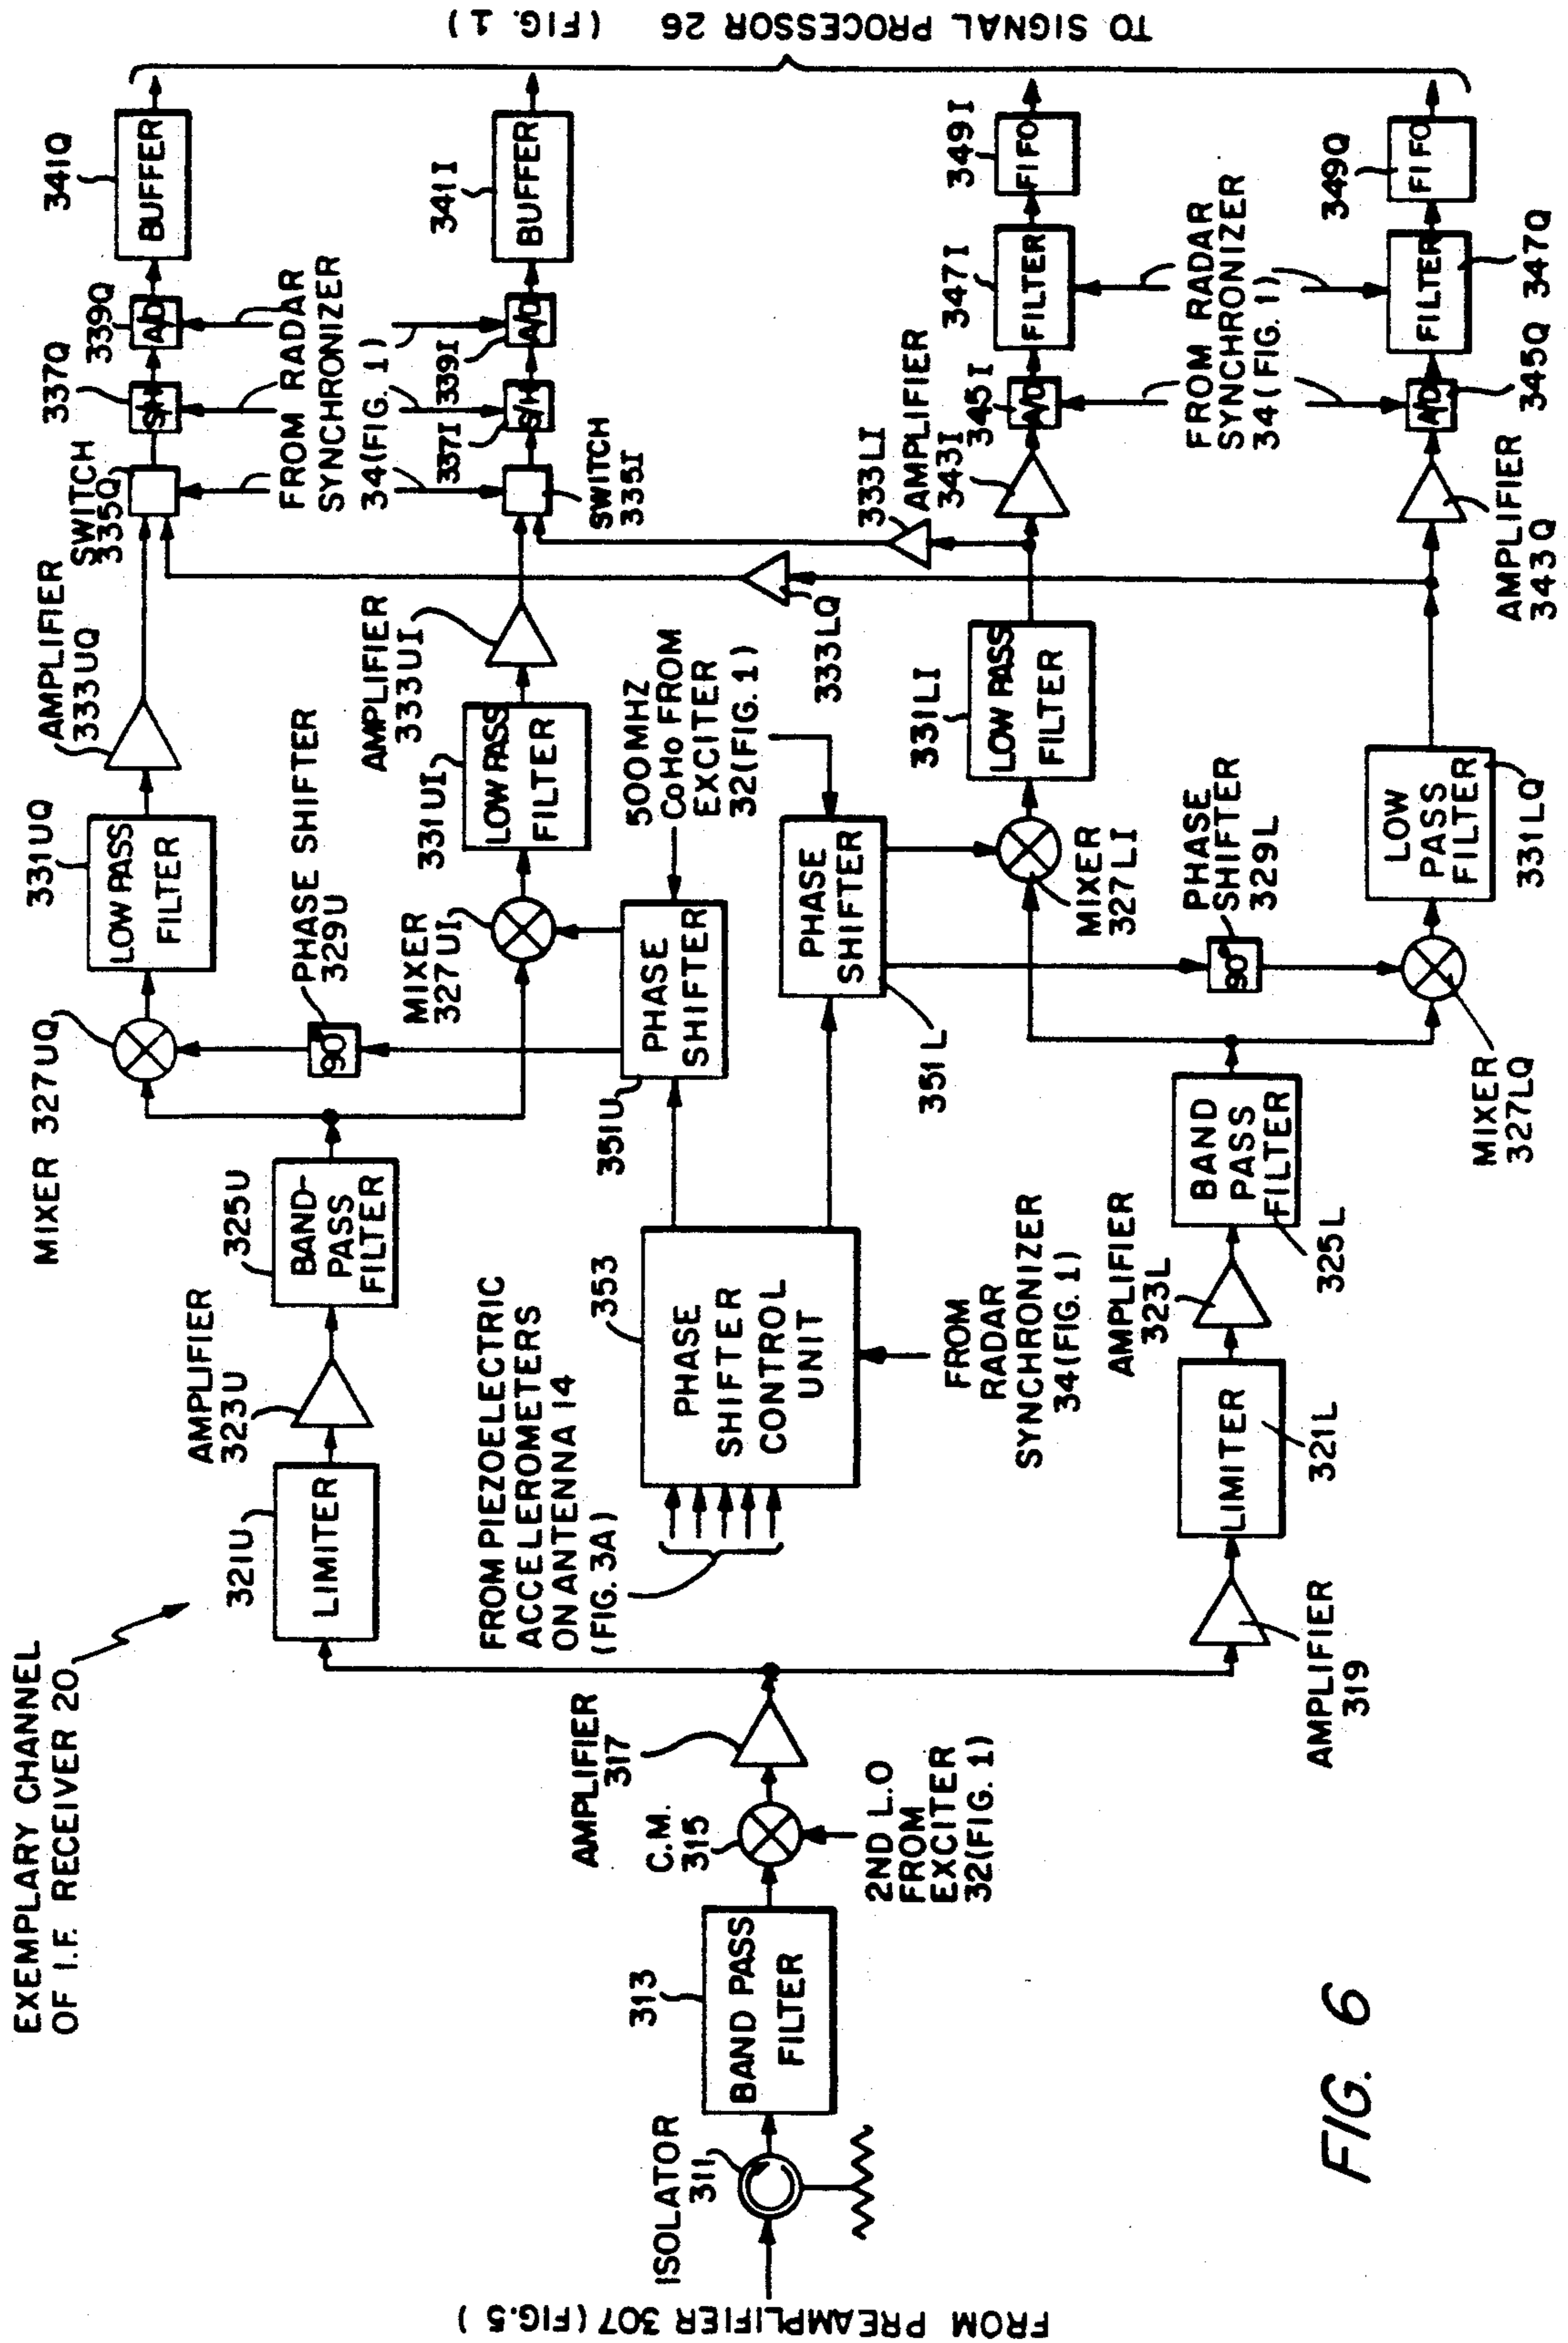 EXEMPLARY CHANNEL
OF I.F. RECEIVER 20
FROM PREAMPLIFIER 307 (FIG.5)
ISOLATOR
311
313
BAND PASS
FILTER
C.M.
315
2ND L.O
FROM
EXCITER
32(FIG. 1)
AMPLIFIER
317
AMPLIFIER
319
321U
LIMITER
AMPLIFIER
323U
325U
BAND-
PASS
FILTER
MIXER 327UQ
90°
PHASE SHIFTER
329U
MIXER
327UI
331UQ
LOW PASS
FILTER
331UI
LOW PASS
FILTER
AMPLIFIER
333UQ
AMPLIFIER
333UI
SWITCH
335Q
337Q
S/H
339Q
A/D
341Q
BUFFER
FROM RADAR
SYNCHRONIZER
34(FIG. 1)
SWITCH
335I
337I
S/H
339I
A/D
341I
BUFFER
FROM PIEZOELECTRIC
ACCELEROMETERS
ON ANTENNA 14
(FIG. 3A)
353
PHASE
SHIFTER
CONTROL
UNIT
FROM
RADAR
SYNCHRONIZER
34(FIG. 1)
351U
PHASE
SHIFTER
500MHZ
CoHo FROM
EXCITER
32(FIG. 1)
PHASE
SHIFTER
351L
333LQ
333LI
LIMITER
321L
AMPLIFIER
323L
BAND
PASS
FILTER
325L
MIXER
327LI
PHASE
SHIFTER
329L
90°
MIXER
327LQ
331LI
LOW PASS
FILTER
LOW
PASS
FILTER
331LQ
AMPLIFIER
343I
345I
A/D
347I
FILTER
349I
FIFO
FROM RADAR
SYNCHRONIZER
34(FIG. 1)
AMPLIFIER
343Q
A/D
345Q
FILTER
347Q
349Q
FIFO
TO SIGNAL PROCESSOR 26 (FIG. 1)
FIG. 6